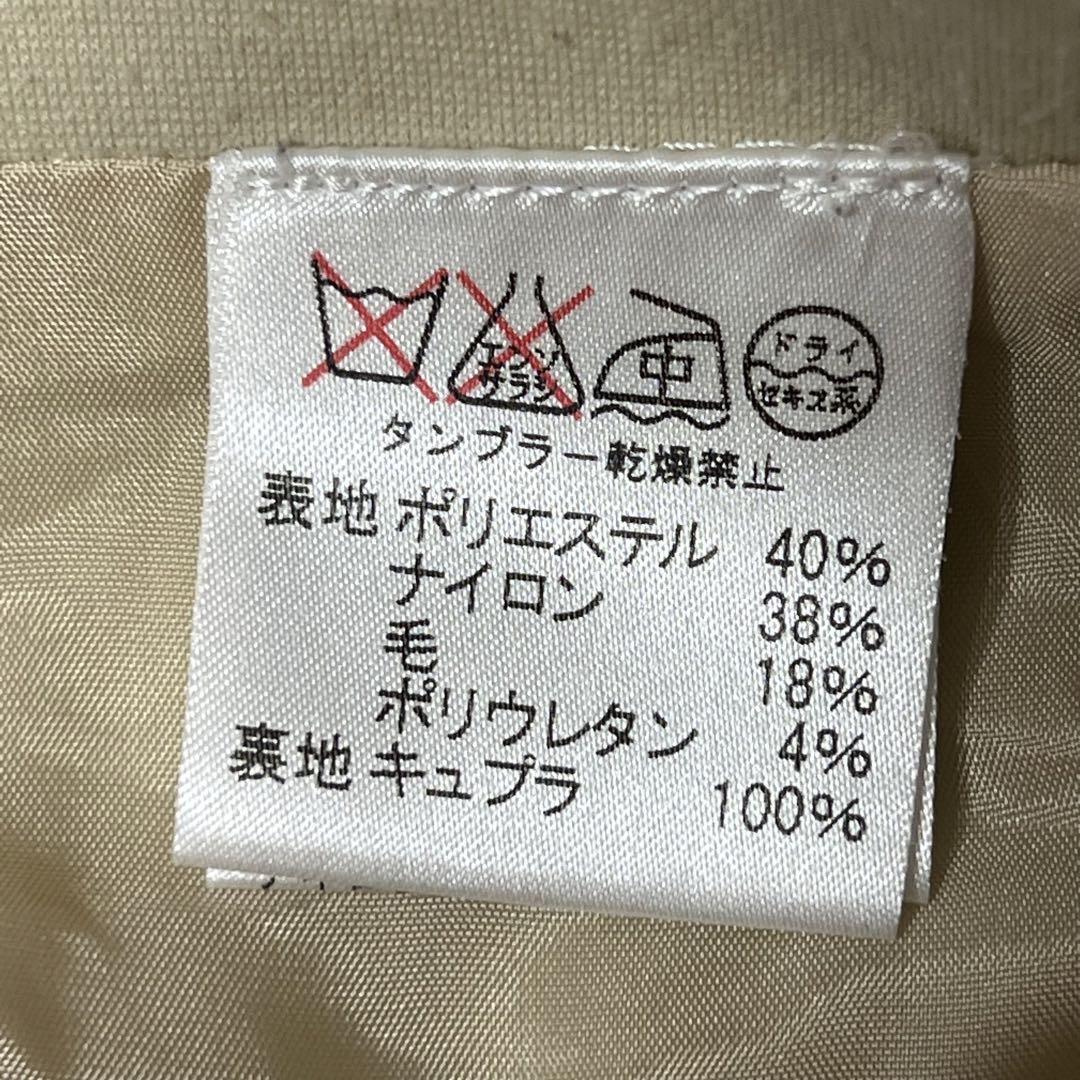 エンソ
サラシ
中
ドライ
セキユ系
タンブラー乾燥禁止
表地 ポリエステル 40%
ナイロン 38%
毛 18%
ポリウレタン 4%
裏地 キュプラ 100%